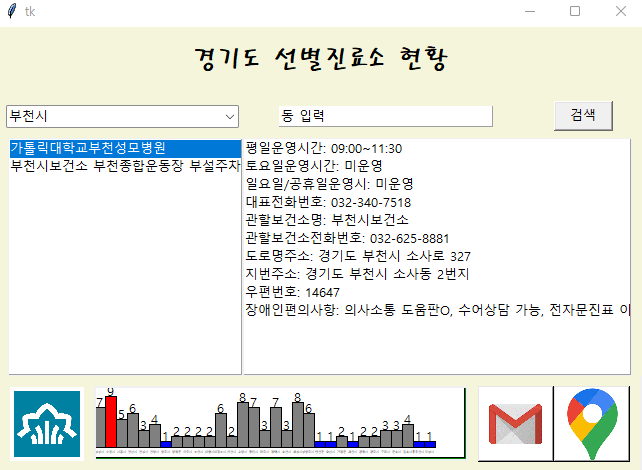 tk
경기도 선별진료소 현황
부천시
동 입력
검색
가톨릭대학교부천성모병원
부천시보건소 부천종합운동장 부설주차
평일운영시간: 09:00~11:30
토요일운영시간: 미운영
일요일/공휴일운영시: 미운영
대표전화번호: 032-340-7518
관할보건소명: 부천시보건소
관할보건소전화번호: 032-625-8881
도로명주소: 경기도 부천시 소사로 327
지번주소: 경기도 부천시 소사동 2번지
우편번호: 14647
장애인편의사항: 의사소통 도움판O, 수어상담 가능, 전자문진표 이
7 9 5 6 3 4 1 2 2 2 2 6 2 8 7 3 7 3 8 6 1 1 2 1 2 2 3 3 4 1 1